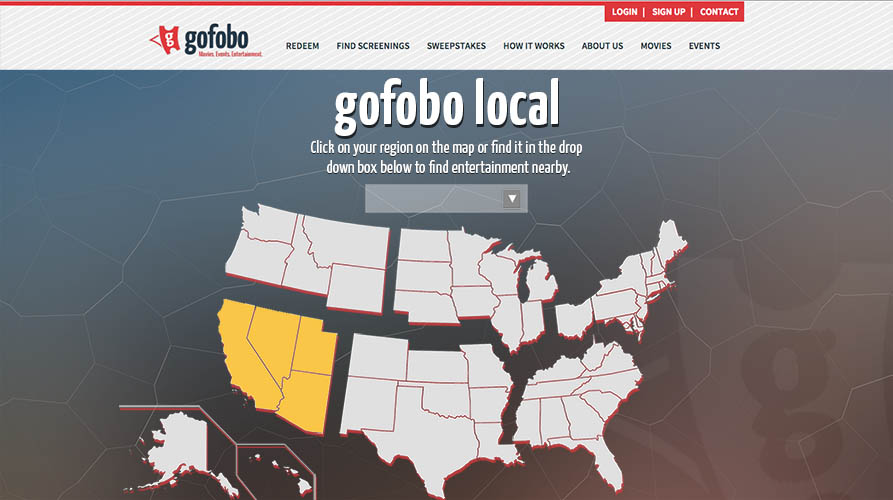 LOGIN | SIGN UP | CONTACT
gofobo
Movies. Events. Entertainment.
REDEEM FIND SCREENINGS SWEEPSTAKES HOW IT WORKS ABOUT US MOVIES EVENTS
gofobo local
Click on your region on the map or find it in the drop
down box below to find entertainment nearby.
g